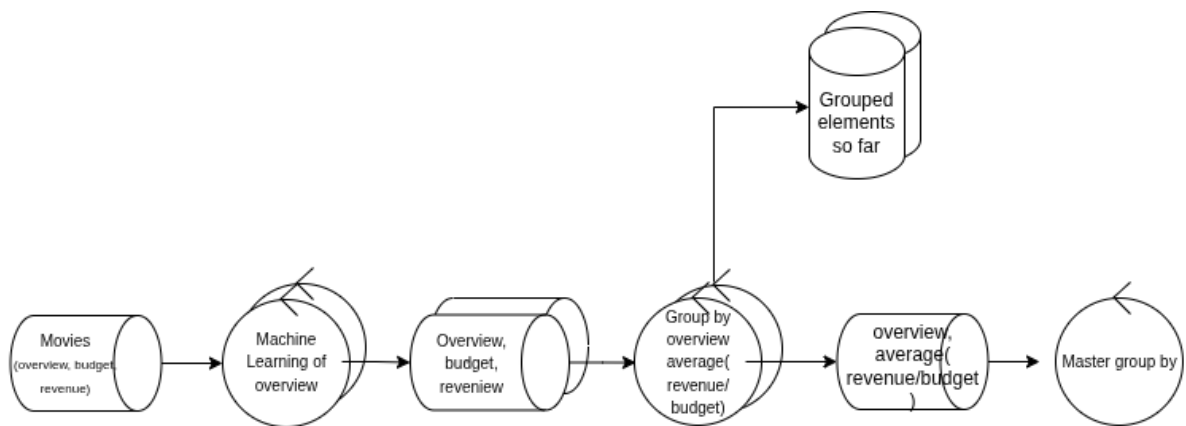 Grouped
elements
so far
Movies
(overview, budget,
revenue)
Machine
Learning of
overview
Overview,
budget,
reveniew
Group by
overview
average(
revenue/
budget)
overview,
average(
revenue/budget
)
Master group by